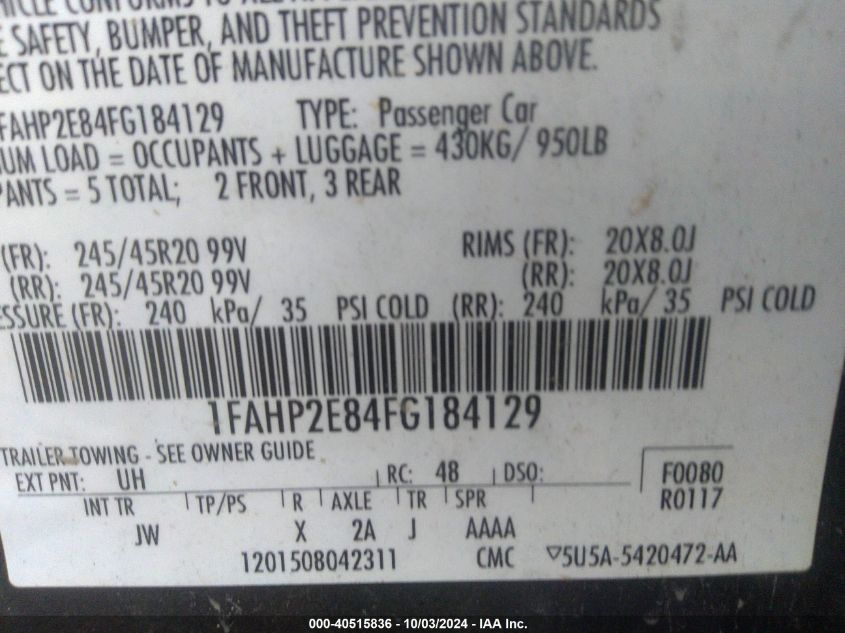 HICLE CONFORMS TO ALL APPL
E SAFETY, BUMPER, AND THEFT PREVENTION STANDARDS
ECT ON THE DATE OF MANUFACTURE SHOWN ABOVE.
FAHP2E84FG184129 TYPE: Passenger Car
UM LOAD = OCCUPANTS + LUGGAGE = 430KG/ 950LB
PANTS = 5 TOTAL; 2 FRONT, 3 REAR
(FR): 245/45R20 99V RIMS (FR): 20X8.0J
(RR): 245/45R20 99V (RR): 20X8.0J
ESSURE (FR): 240 kPa/ 35 PSI COLD (RR): 240 kPa/ 35 PSI COLD
1FAHP2E84FG184129
TRAILER TOWING - SEE OWNER GUIDE
EXT PNT: UH RC: 48 DSO: F0080
INT TR TP/PS R AXLE TR SPR R0117
JW X 2A J AAAA
1201508042311 CMC ▽5U5A-5420472-AA
000-40515836 - 10/03/2024 - IAA Inc.